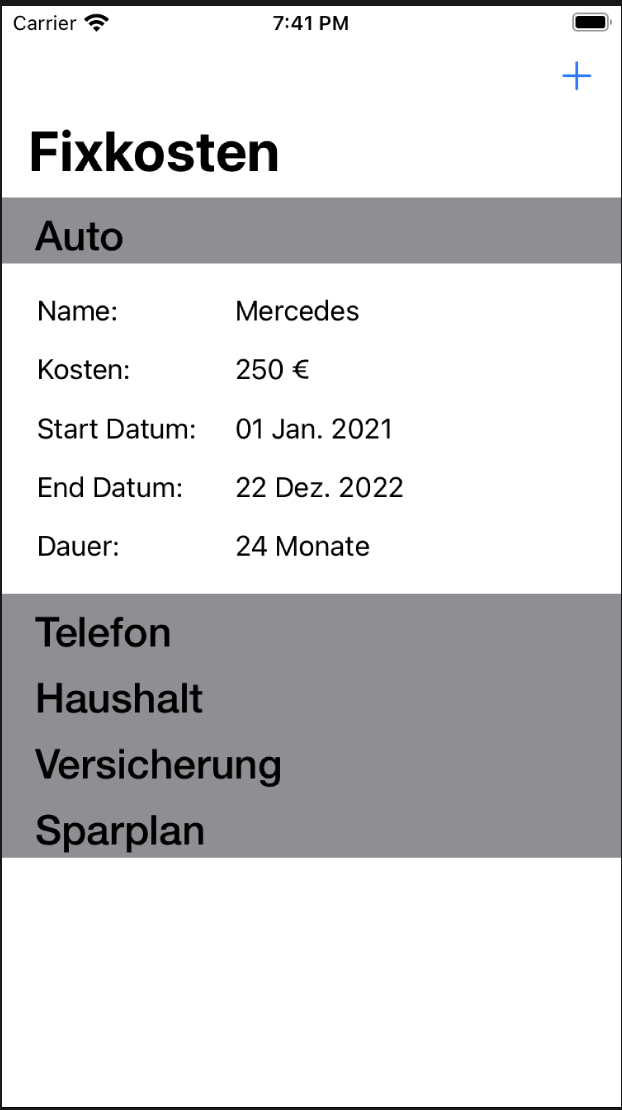 Carrier 7:41 PM
Fixkosten
Auto
Name: Mercedes
Kosten: 250 €
Start Datum: 01 Jan. 2021
End Datum: 22 Dez. 2022
Dauer: 24 Monate
Telefon
Haushalt
Versicherung
Sparplan